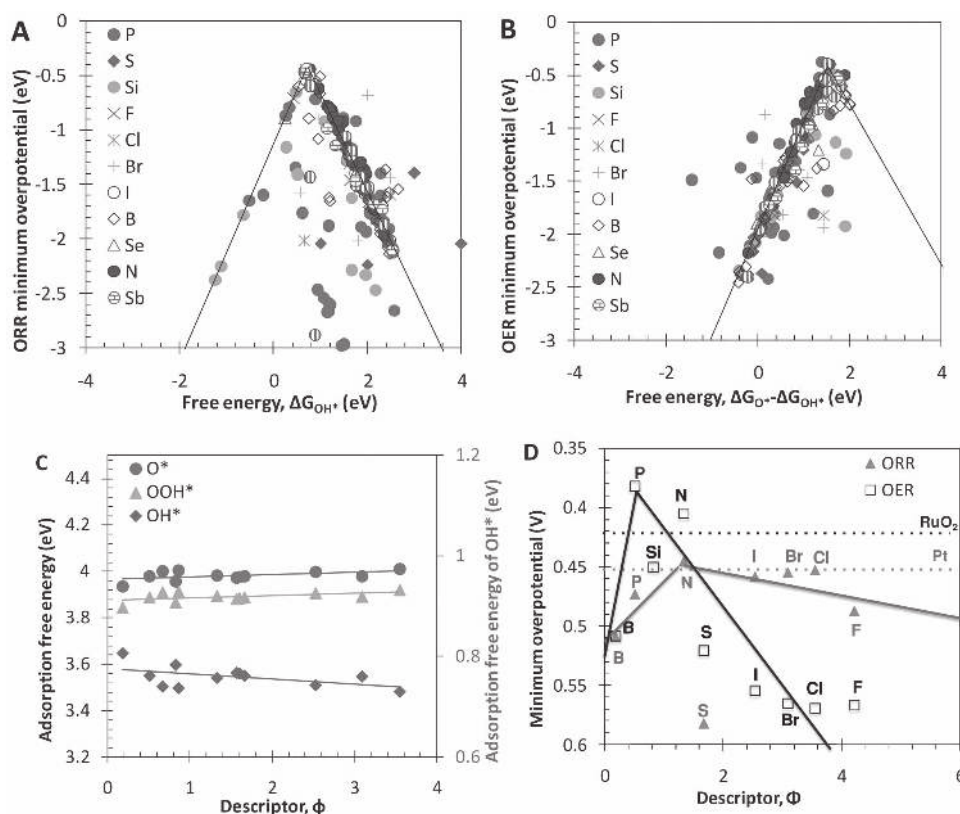 A
ORR minimum overpotential (eV)
0
-0.5
-1
-1.5
-2
-2.5
-3
-4
-2
0
2
4
Free energy, ΔG_OH* (eV)
P
S
Si
F
Cl
Br
I
B
Se
N
Sb
B
OER minimum overpotential (eV)
0
-0.5
-1
-1.5
-2
-2.5
-3
-4
-2
0
2
4
Free energy, ΔG_O*-ΔG_OH* (eV)
P
S
Si
F
Cl
Br
I
B
Se
N
Sb
C
Adsorption free energy (eV)
4.4
4.2
4
3.8
3.6
3.4
3.2
O*
OOH*
OH*
1.2
1
0.8
0.6
Adsorption free energy of OH* (eV)
0
1
2
3
4
Descriptor, Φ
D
Minimum overpotential (V)
0.35
0.4
0.45
0.5
0.55
0.6
ORR
OER
P
N
RuO₂
Si
P
N
I
Br
Cl
Pt
B
B
S
F
S
I
Br
Cl
F
0
2
4
6
Descriptor, Φ